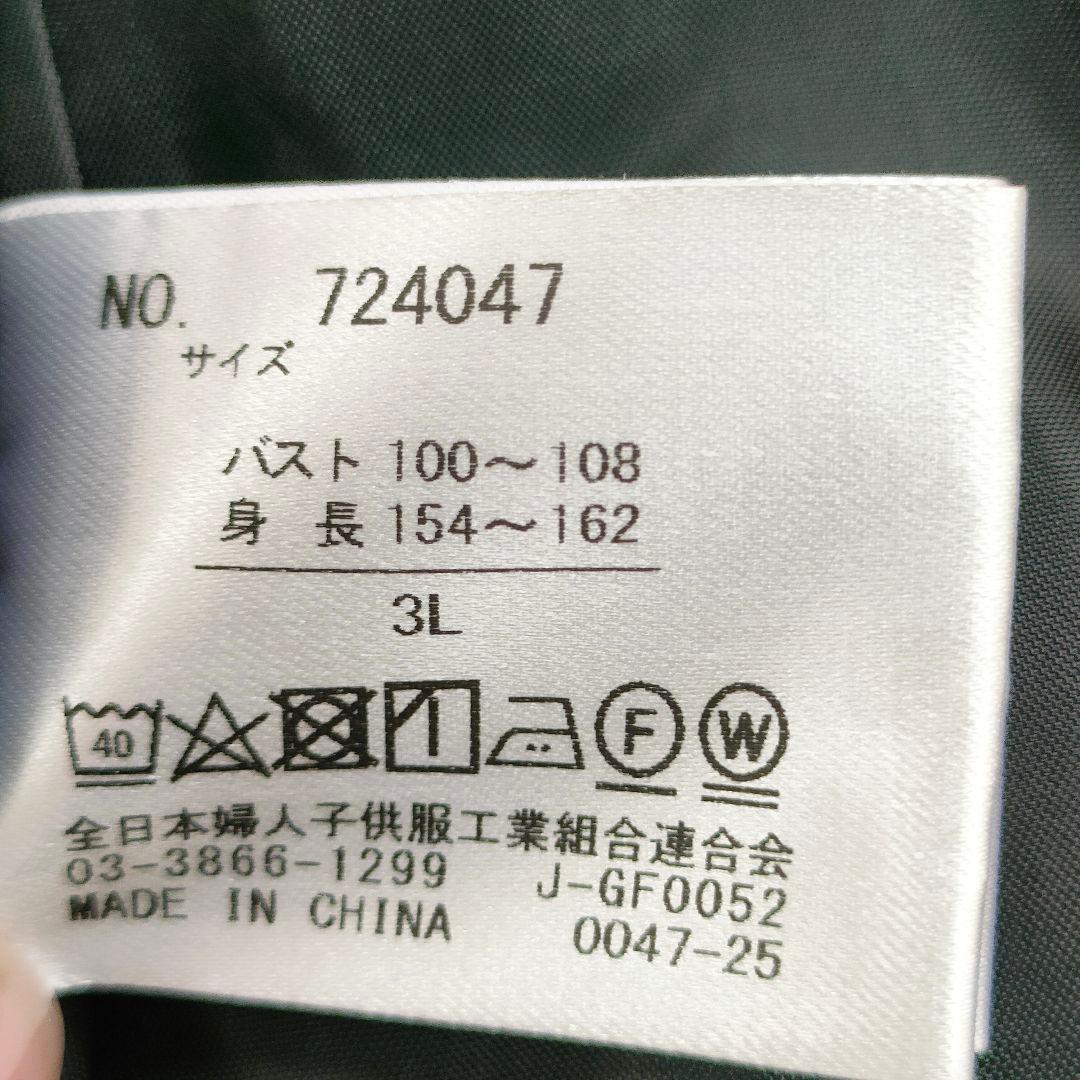 NO. 724047
サイズ
バスト 100～108
身 長 154～162
3L
40 F W
全日本婦人子供服工業組合連合会
03-3866-1299 J-GF0052
MADE IN CHINA 0047-25